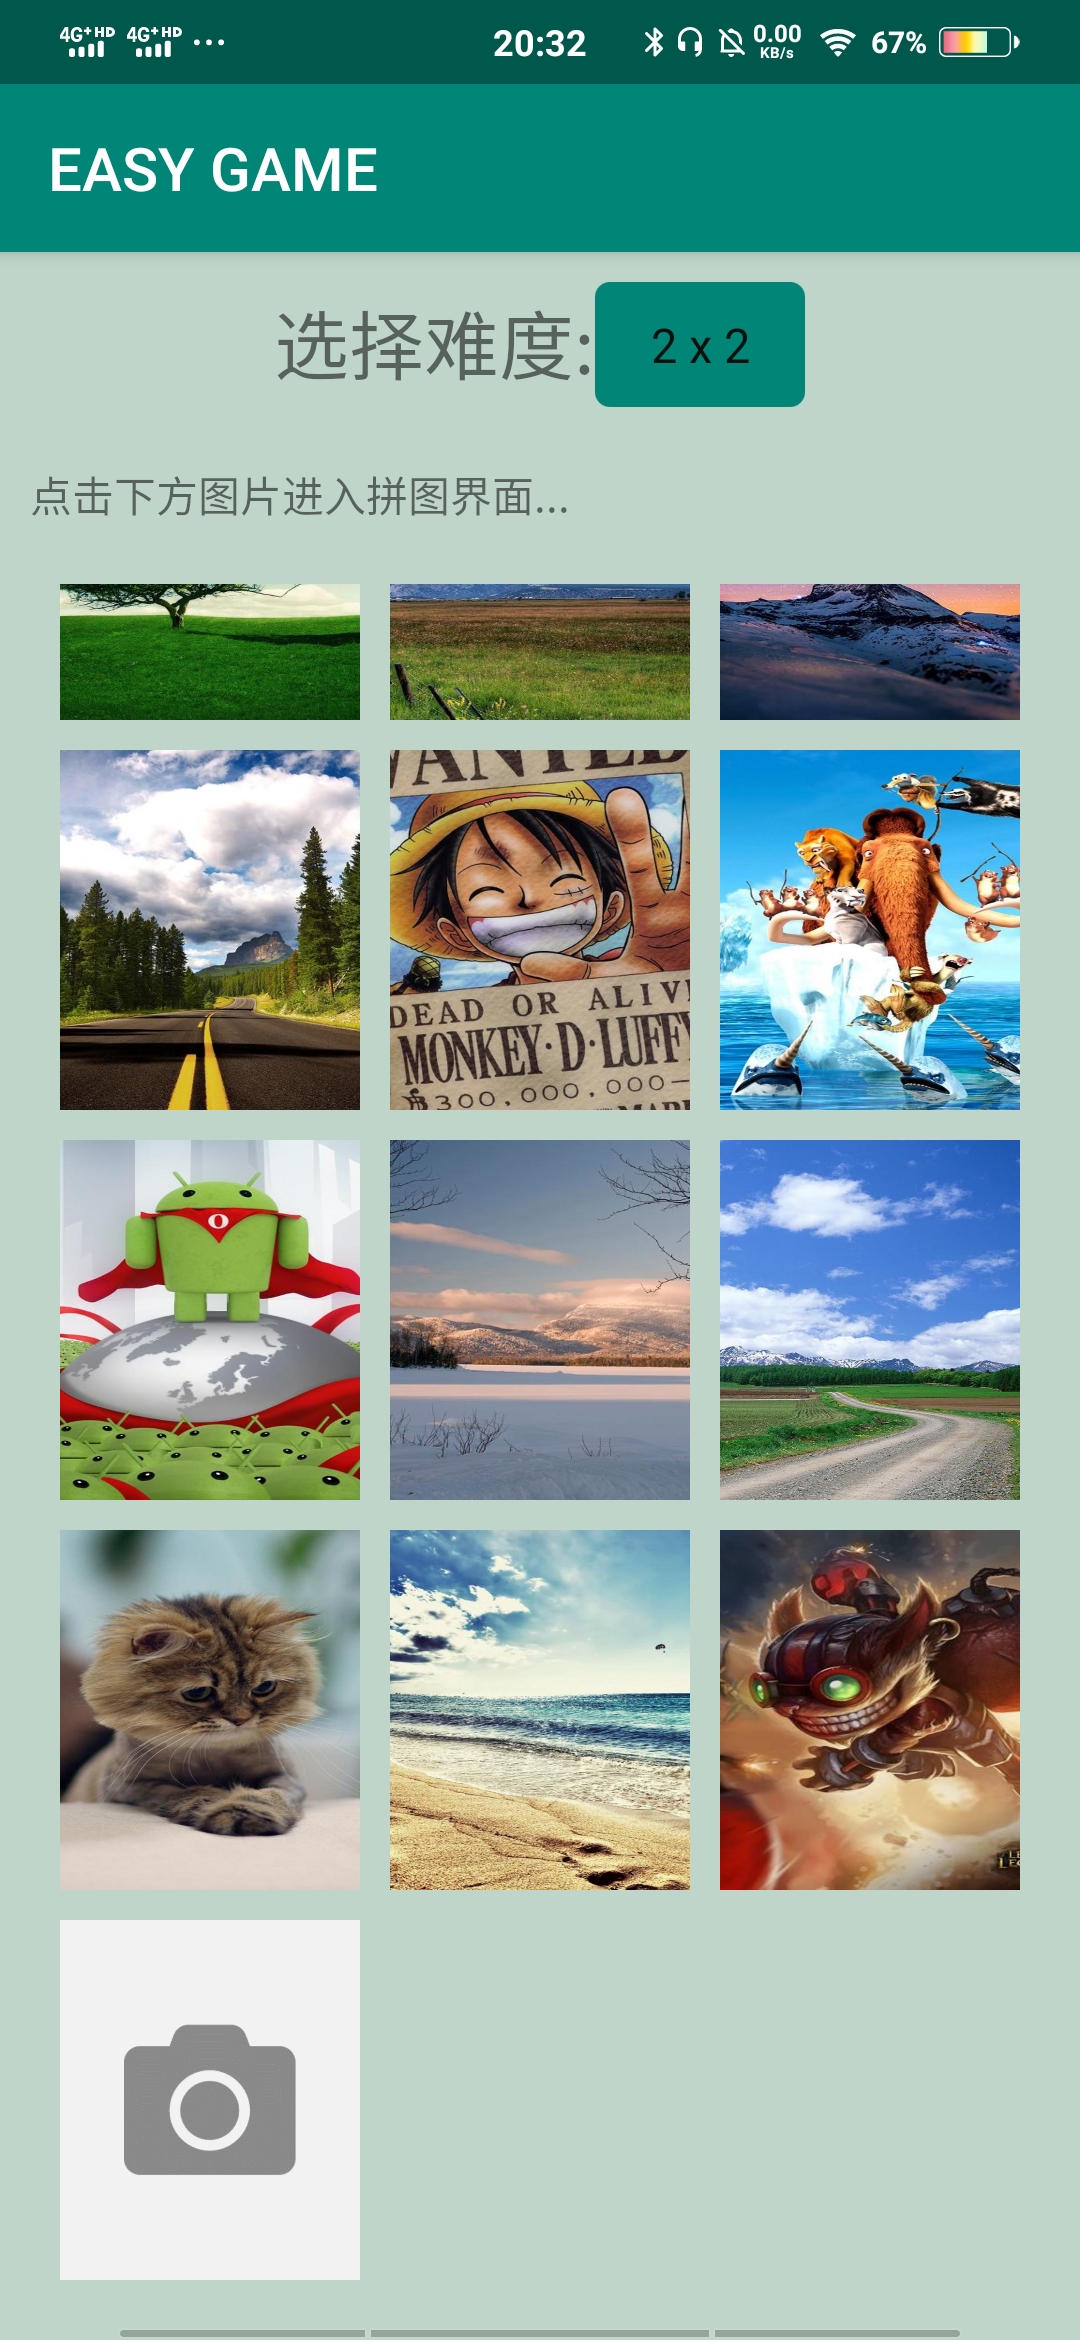 4G+ HD 4G+ HD ... 20:32 0.00 KB/s 67%
EASY GAME
选择难度: 2 x 2
点击下方图片进入拼图界面...
WANTED
DEAD OR ALIVE
MONKEY·D·LUFFY
฿300,000,000—
O